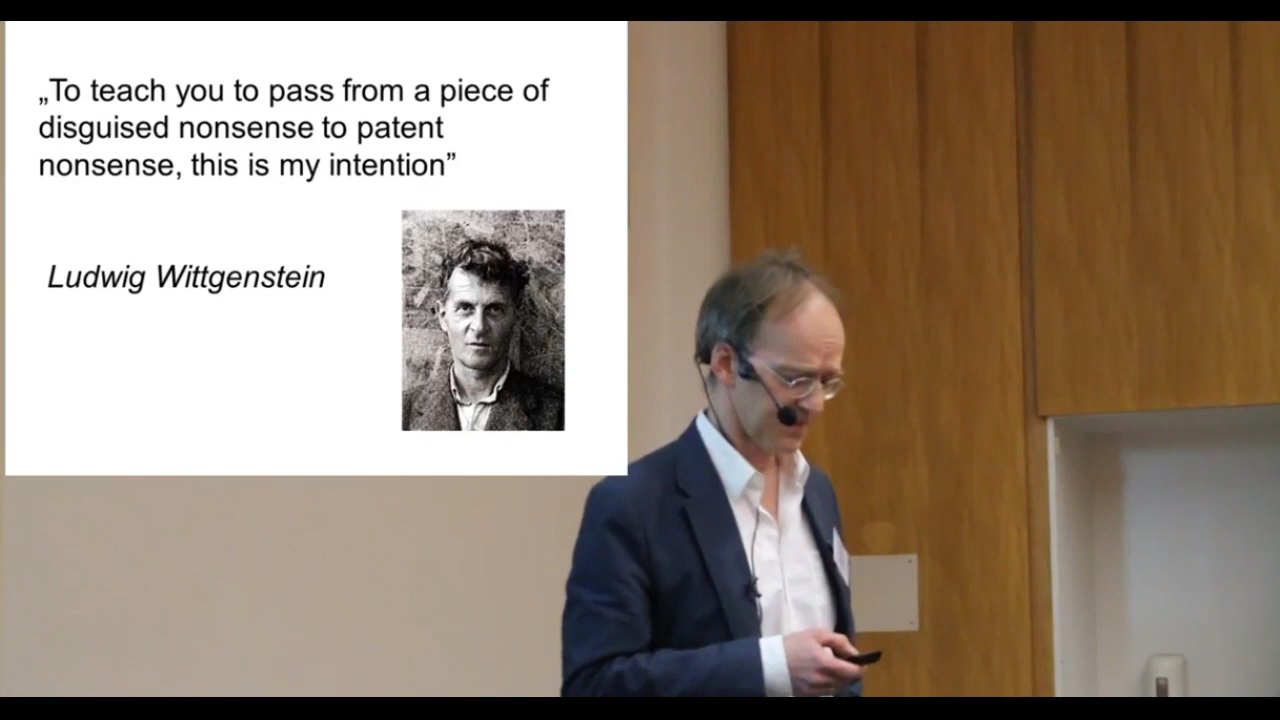 „To teach you to pass from a piece of
disguised nonsense to patent
nonsense, this is my intention”
Ludwig Wittgenstein